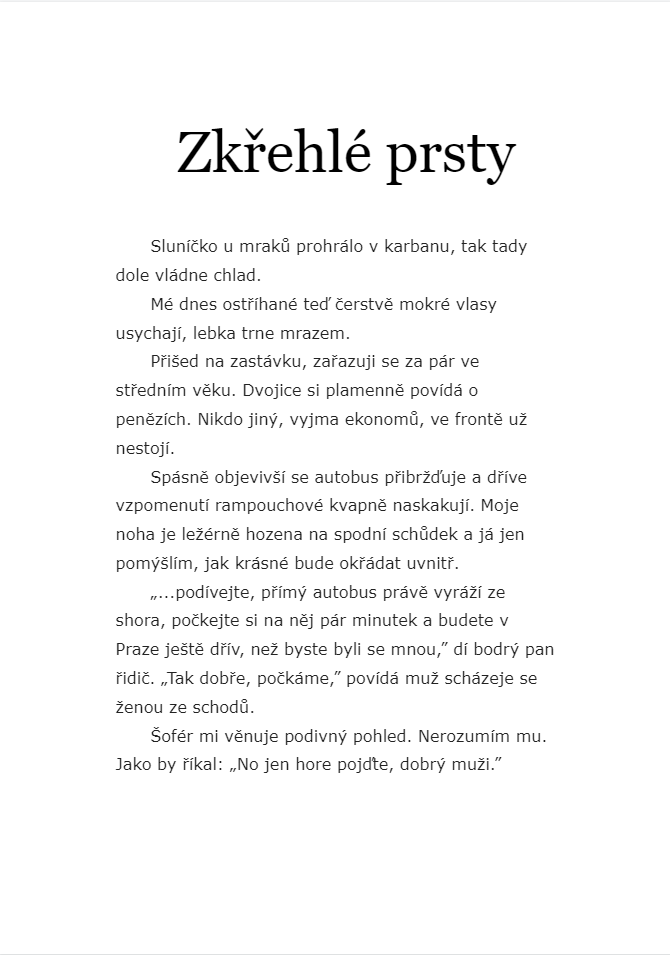 Zkřehlé prsty
Sluníčko u mraků prohrálo v karbanu, tak tady
dole vládne chlad.
Mé dnes ostříhané teď čerstvě mokré vlasy
usychají, lebka trne mrazem.
Přišed na zastávku, zařazuji se za pár ve
středním věku. Dvojice si plamenně povídá o
penězích. Nikdo jiný, vyjma ekonomů, ve frontě už
nestojí.
Spásně objevivší se autobus přibržďuje a dříve
vzpomenutí rampouchové kvapně naskakují. Moje
noha je ležérně hozena na spodní schůdek a já jen
pomýšlím, jak krásné bude okřádat uvnitř.
„...podívejte, přímý autobus právě vyráží ze
shora, počkejte si na něj pár minutek a budete v
Praze ještě dřív, než byste byli se mnou,” dí bodrý pan
řidič. „Tak dobře, počkáme,” povídá muž scházeje se
ženou ze schodů.
Šofér mi věnuje podivný pohled. Nerozumím mu.
Jako by říkal: „No jen hore pojďte, dobrý muži.”